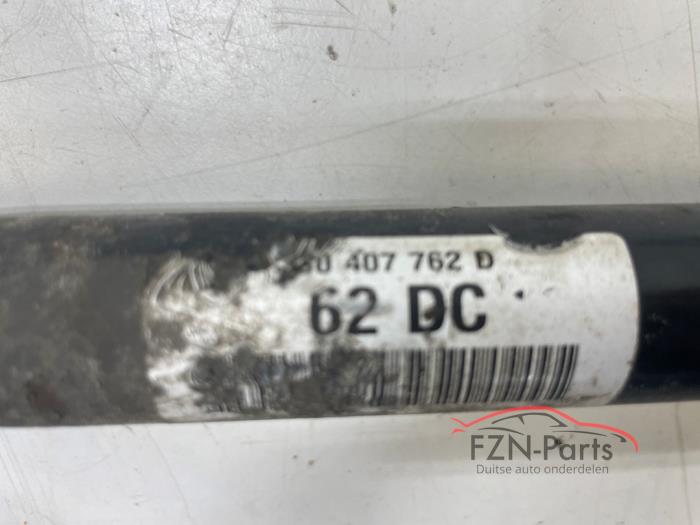 0 407 762 D
62 DC
FZN-Parts
Duitse auto onderdelen